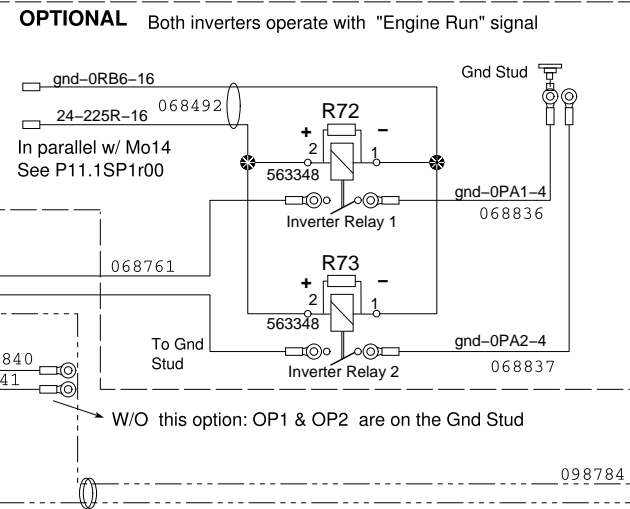 OPTIONAL Both inverters operate with "Engine Run" signal
Gnd Stud
gnd-0RB6-16
068492
24-225R-16
In parallel w/ Mo14
See P11.1SP1r00
R72
+ −
2 1
563348
Inverter Relay 1
gnd-0PA1-4
068836
068761
R73
+ −
2 1
563348
Inverter Relay 2
To Gnd
Stud
gnd-0PA2-4
068837
840
41
W/O this option: OP1 & OP2 are on the Gnd Stud
098784